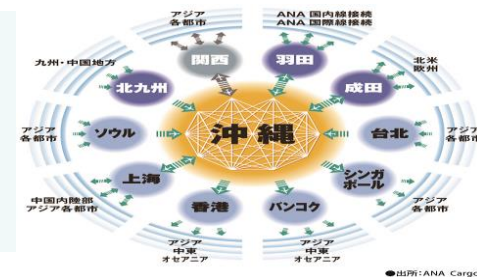 アジア
各都市
ANA 国内線接続
ANA 国際線接続
関西
羽田
九州・中国地方
北九州
成田
北米
欧州
アジア
各都市
ソウル
沖縄
台北
アジア
各都市
上海
シンガ
ポール
中国内陸部
アジア各都市
香港
バンコク
アジア
各都市
アジア
中東
オセアニア
アジア
中東
オセアニア
●出所:ANA Cargo